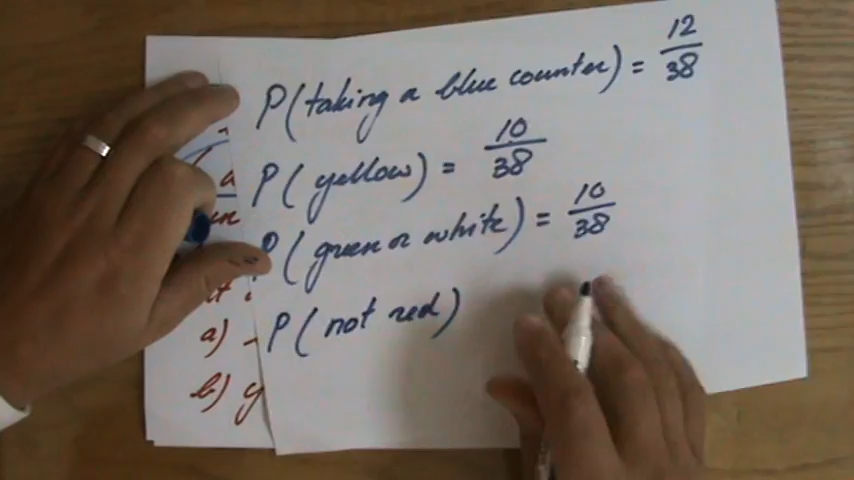 P(taking a blue counter) = 12/38
P(yellow) = 10/38
P(green or white) = 10/38
P(not red)
a)
b) y